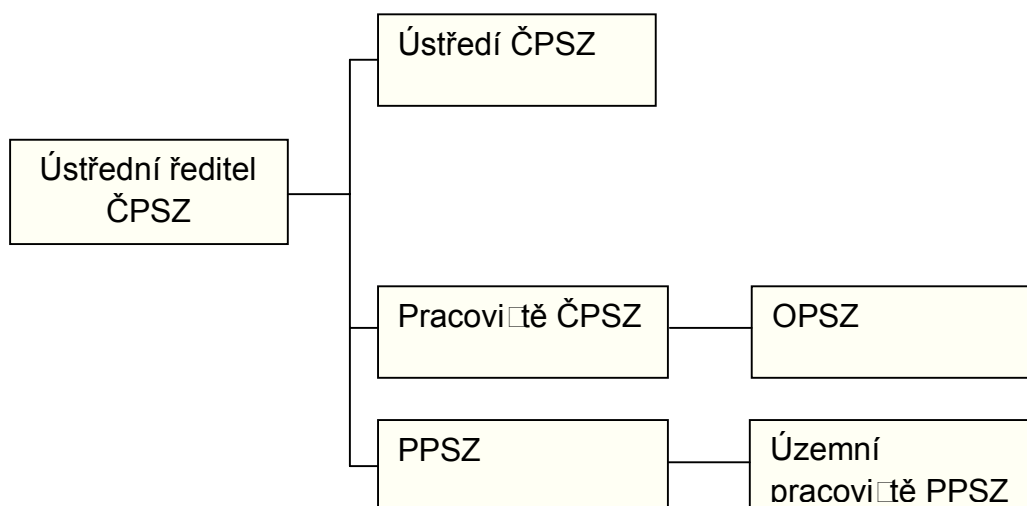 Ústředí ČPSZ
Ústřední ředitel
ČPSZ
Pracovi□tě ČPSZ
OPSZ
PPSZ
Územní
pracovi□tě PPSZ